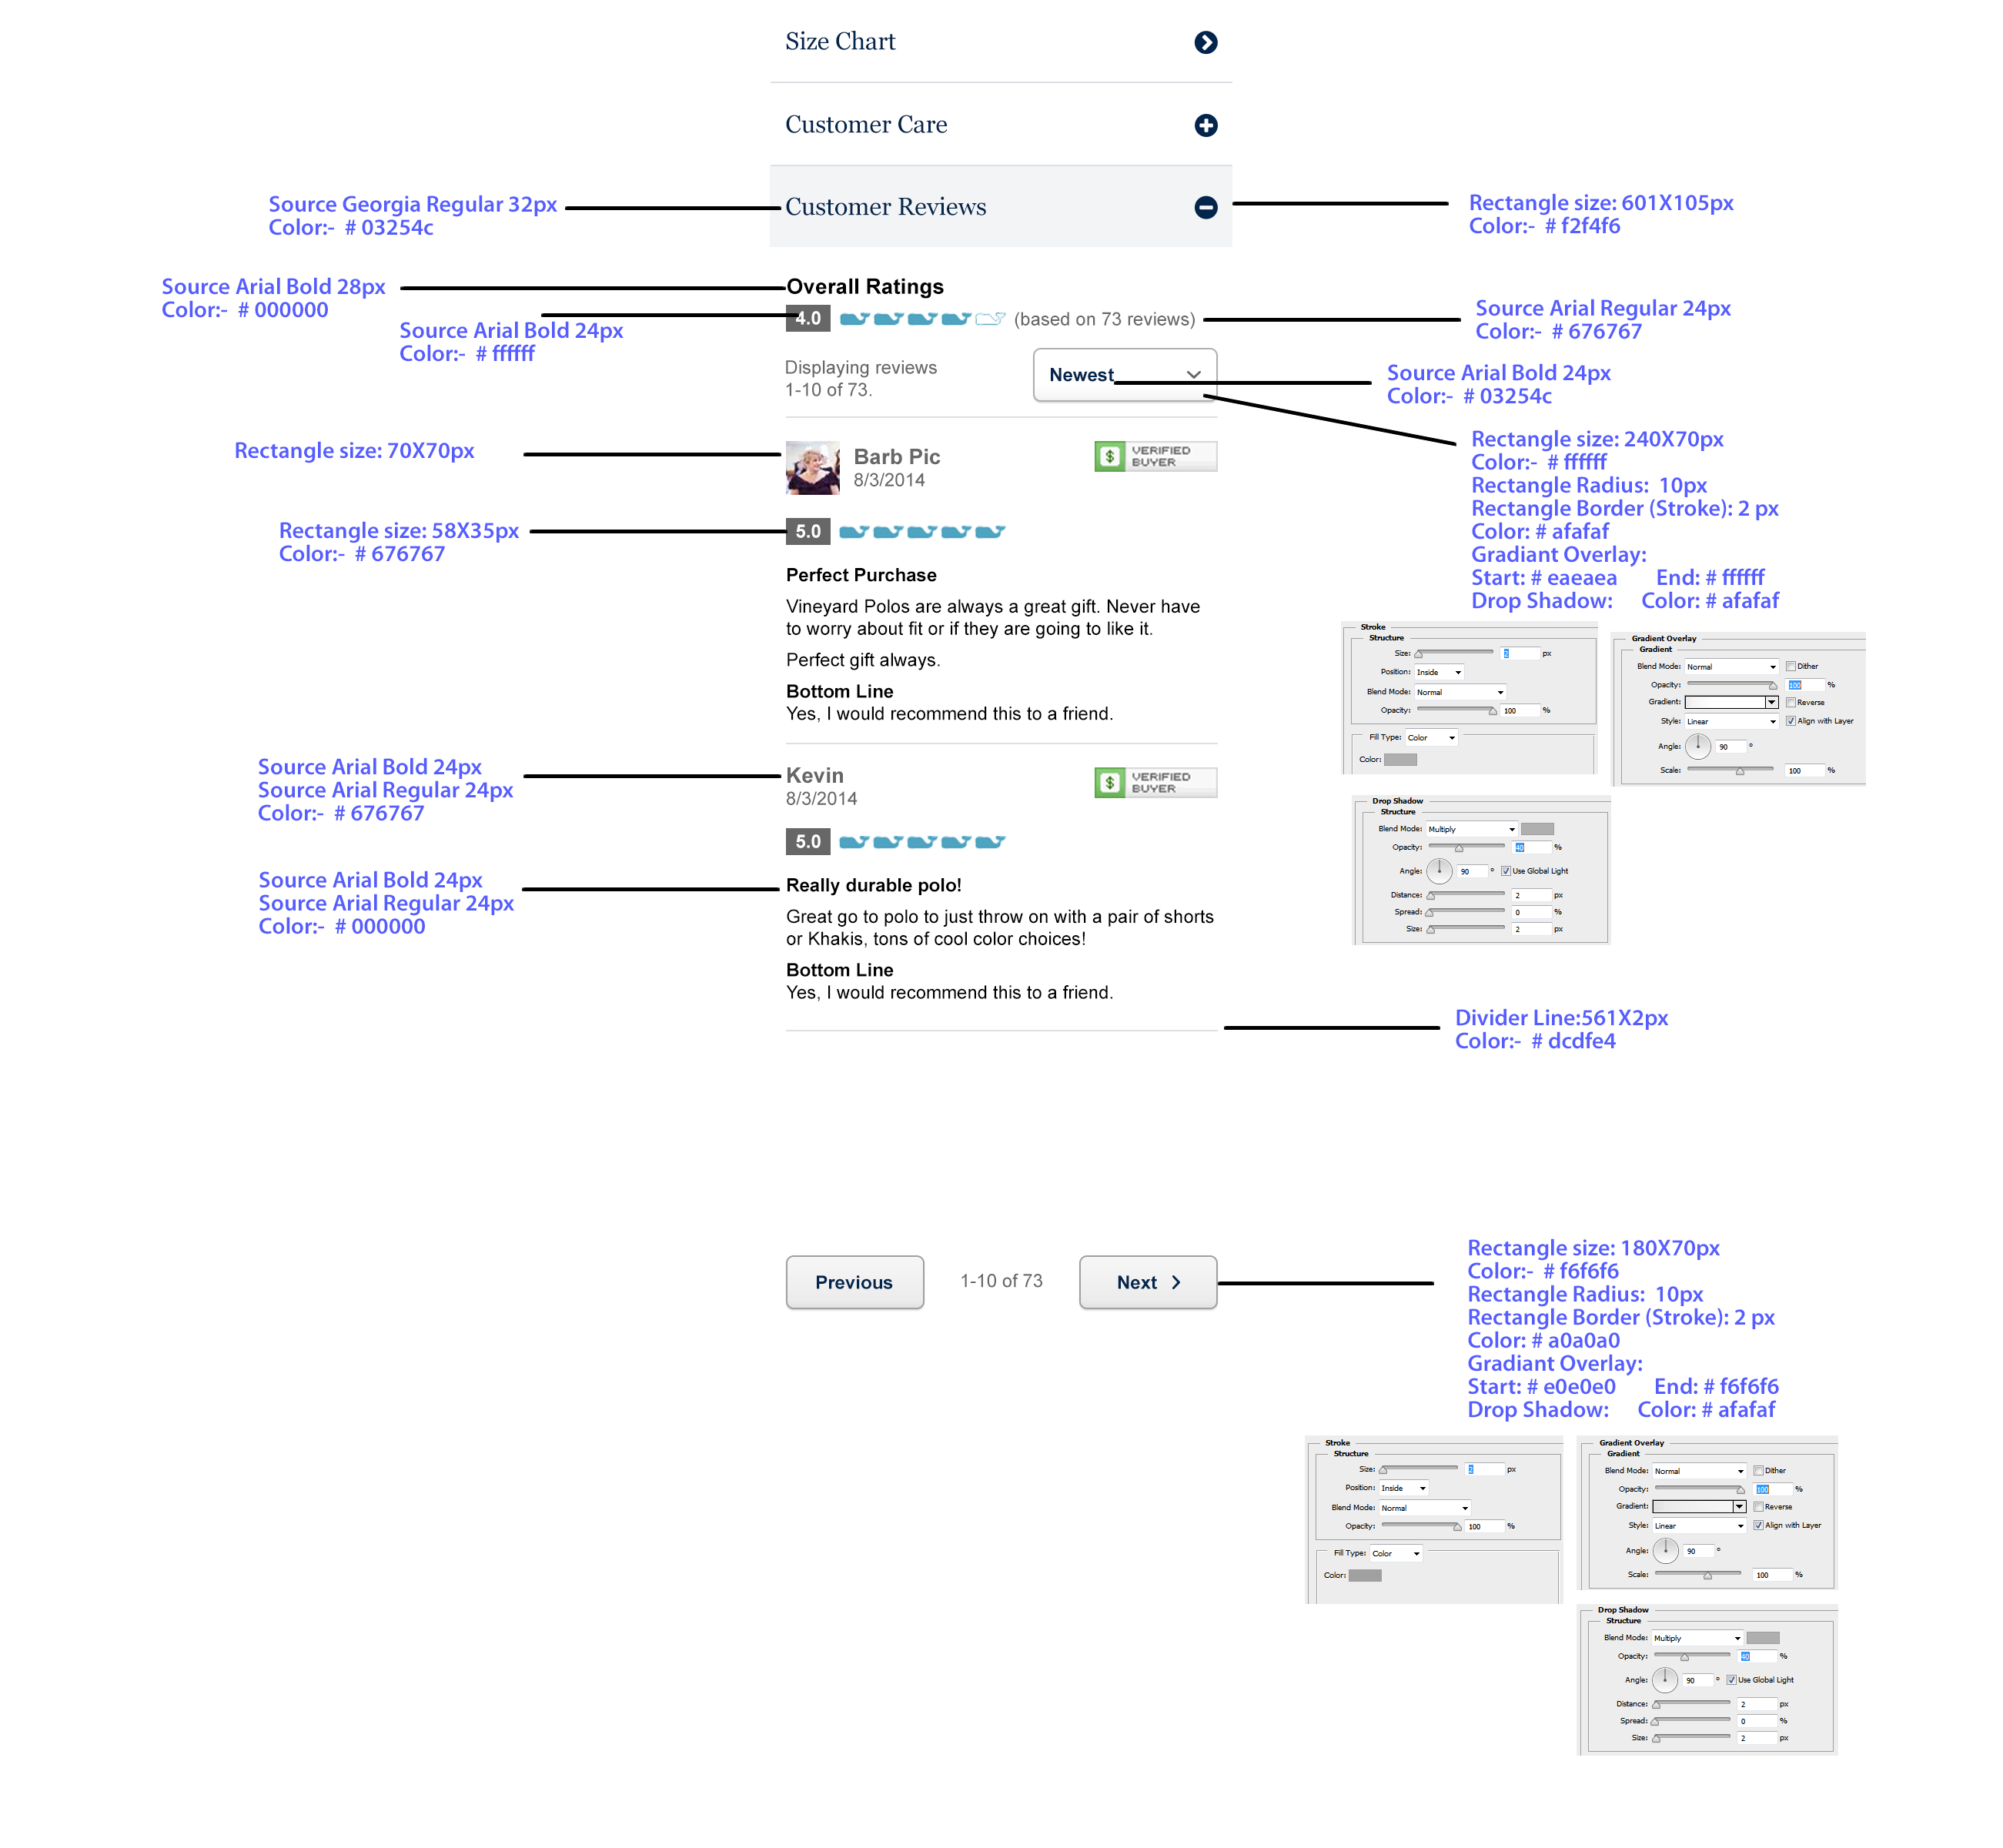 Size Chart
Customer Care
Source Georgia Regular 32px
Color:-  # 03254c
Customer Reviews
Rectangle size: 601X105px
Color:-  # f2f4f6
Source Arial Bold 28px
Color:-  # 000000
Overall Ratings
Source Arial Bold 24px
Color:-  # ffffff
4.0
(based on 73 reviews)
Source Arial Regular 24px
Color:-  # 676767
Displaying reviews
1-10 of 73.
Newest
Source Arial Bold 24px
Color:-  # 03254c
Rectangle size: 240X70px
Color:-  # ffffff
Rectangle Radius:  10px
Rectangle Border (Stroke): 2 px
Color: # afafaf
Gradiant Overlay:
Start: # eaeaea End: # ffffff
Drop Shadow: Color: # afafaf
Rectangle size: 70X70px
Barb Pic
8/3/2014
VERIFIED
BUYER
Rectangle size: 58X35px
Color:-  # 676767
5.0
Perfect Purchase
Vineyard Polos are always a great gift. Never have
to worry about fit or if they are going to like it.
Perfect gift always.
Bottom Line
Yes, I would recommend this to a friend.
Stroke
Structure
Size: 2 px
Position: Inside
Blend Mode: Normal
Opacity: 100 %
Fill Type: Color
Color:
Gradient Overlay
Gradient
Blend Mode: Normal Dither
Opacity: 100 %
Gradient: Reverse
Style: Linear Align with Layer
Angle: 90 °
Scale: 100 %
Source Arial Bold 24px
Source Arial Regular 24px
Color:-  # 676767
Kevin
8/3/2014
VERIFIED
BUYER
5.0
Drop Shadow
Structure
Blend Mode: Multiply
Opacity: 40 %
Angle: 90 ° Use Global Light
Distance: 2 px
Spread: 0 %
Size: 2 px
Source Arial Bold 24px
Source Arial Regular 24px
Color:-  # 000000
Really durable polo!
Great go to polo to just throw on with a pair of shorts
or Khakis, tons of cool color choices!
Bottom Line
Yes, I would recommend this to a friend.
Divider Line:561X2px
Color:-  # dcdfe4
Previous
1-10 of 73
Next
Rectangle size: 180X70px
Color:-  # f6f6f6
Rectangle Radius:  10px
Rectangle Border (Stroke): 2 px
Color: # a0a0a0
Gradiant Overlay:
Start: # e0e0e0 End: # f6f6f6
Drop Shadow: Color: # afafaf
Stroke
Structure
Size: 2 px
Position: Inside
Blend Mode: Normal
Opacity: 100 %
Fill Type: Color
Color:
Gradient Overlay
Gradient
Blend Mode: Normal Dither
Opacity: 100 %
Gradient: Reverse
Style: Linear Align with Layer
Angle: 90 °
Scale: 100 %
Drop Shadow
Structure
Blend Mode: Multiply
Opacity: 40 %
Angle: 90 ° Use Global Light
Distance: 2 px
Spread: 0 %
Size: 2 px